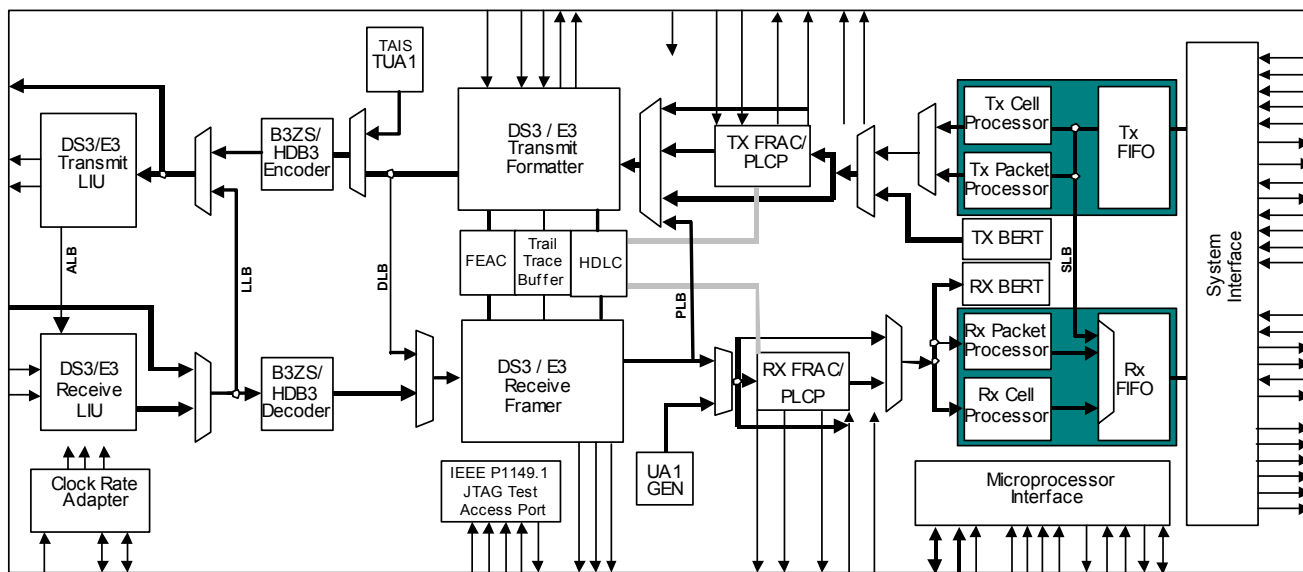 TAIS
TUA1
DS3/E3
Transmit
LIU
B3ZS/
HDB3
Encoder
DS3 / E3
Transmit
Formatter
TX FRAC/
PLCP
Tx Cell
Processor
Tx Packet
Processor
Tx
FIFO
TX BERT
RX BERT
System
Interface
ALB
LLB
DLB
PLB
SLB
FEAC
Trail
Trace
Buffer
HDLC
DS3/E3
Receive
LIU
B3ZS/
HDB3
Decoder
DS3 / E3
Receive
Framer
RX FRAC/
PLCP
Rx Packet
Processor
Rx Cell
Processor
Rx
FIFO
UA1
GEN
Clock Rate
Adapter
IEEE P1149.1
JTAG Test
Access Port
Microprocessor
Interface